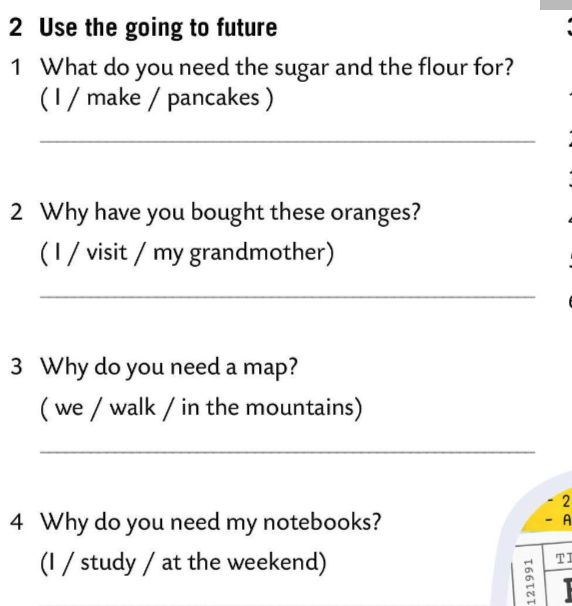 2 Use the going to future
1 What do you need the sugar and the flour for?
( I / make / pancakes )
2 Why have you bought these oranges?
( I / visit / my grandmother)
3 Why do you need a map?
( we / walk / in the mountains)
4 Why do you need my notebooks?
(I / study / at the weekend)
- 2
- A
TI
121991